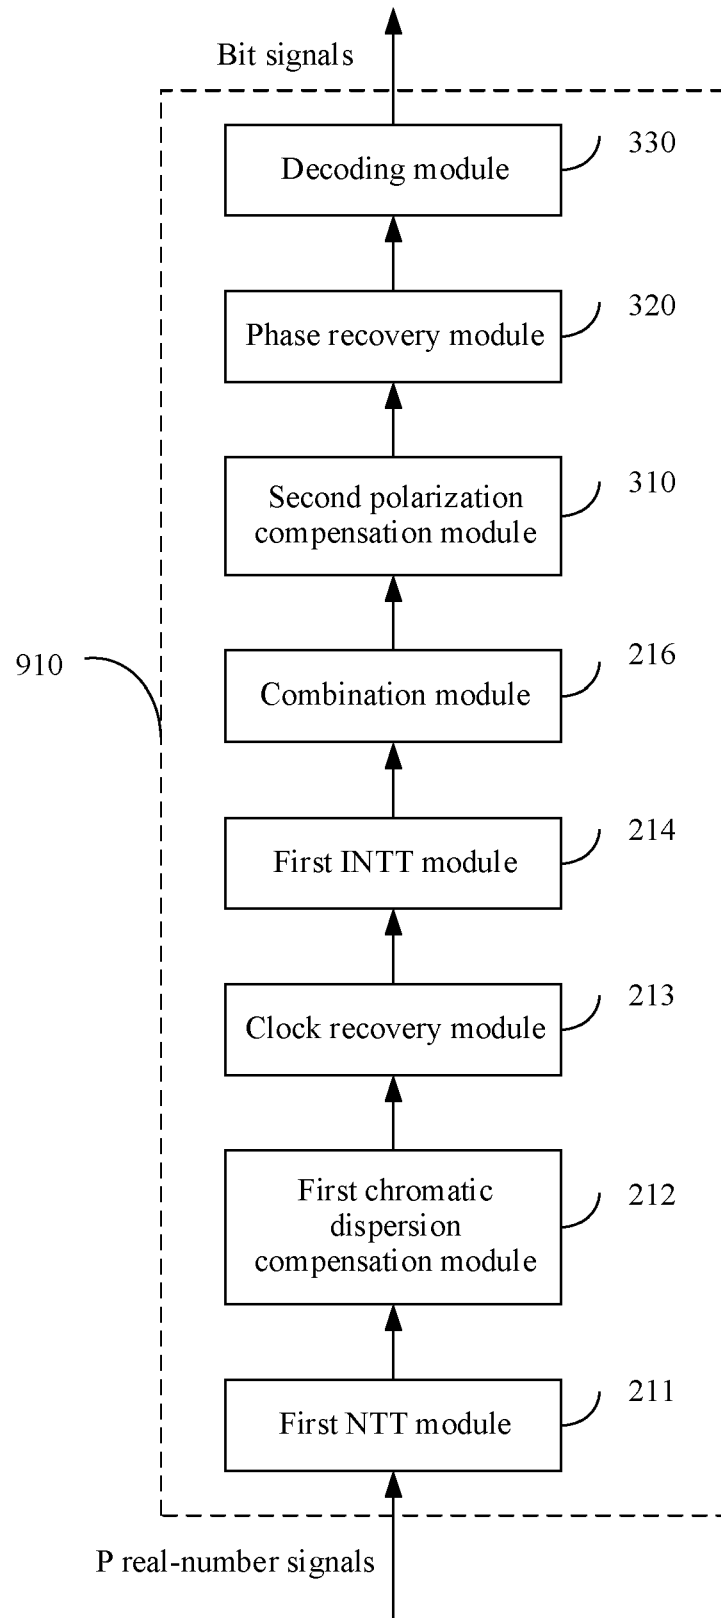 Bit signals
Decoding module
330
Phase recovery module
320
Second polarization
compensation module
310
910
Combination module
216
First INTT module
214
Clock recovery module
213
First chromatic
dispersion
compensation module
212
First NTT module
211
P real-number signals